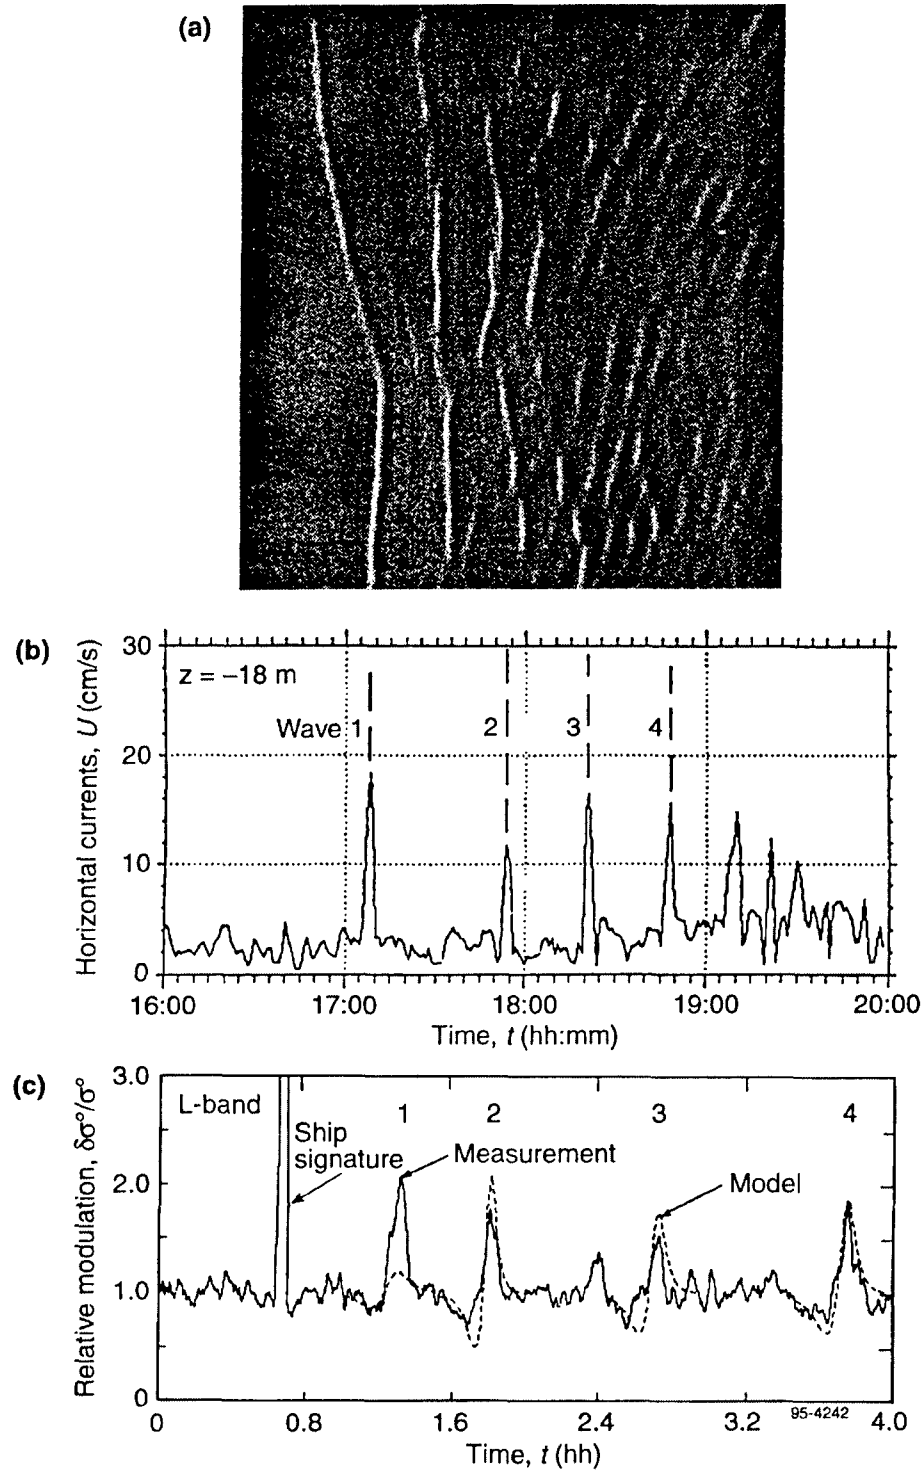 (a)
(b)
Horizontal currents, U (cm/s)
30
20
10
0
z = –18 m
Wave 1
2
3
4
16:00
17:00
18:00
19:00
20:00
Time, t (hh:mm)
(c)
Relative modulation, δσ°/σ°
3.0
2.0
1.0
0
L-band
Ship
signature
1
2
3
4
Measurement
Model
95-4242
0
0.8
1.6
2.4
3.2
4.0
Time, t (hh)